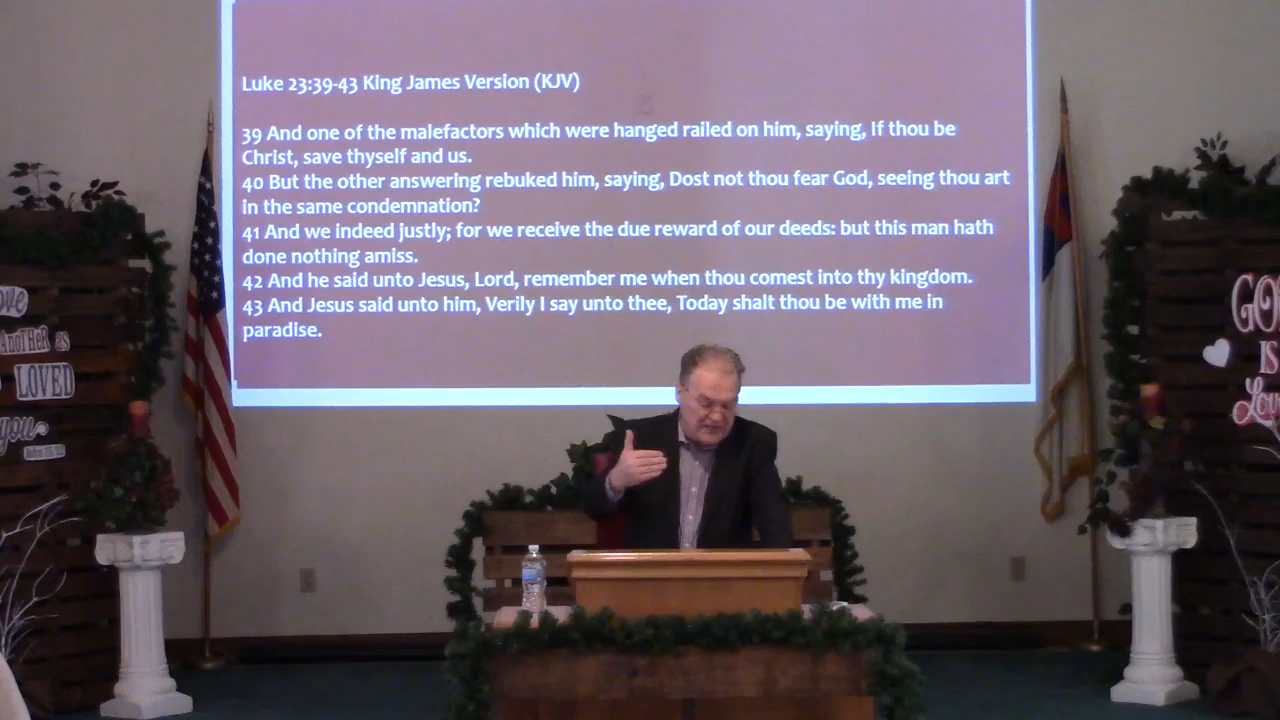 Luke 23:39-43 King James Version (KJV)
39 And one of the malefactors which were hanged railed on him, saying, If thou be
Christ, save thyself and us.
40 But the other answering rebuked him, saying, Dost not thou fear God, seeing thou art
in the same condemnation?
41 And we indeed justly; for we receive the due reward of our deeds: but this man hath
done nothing amiss.
42 And he said unto Jesus, Lord, remember me when thou comest into thy kingdom.
43 And Jesus said unto him, Verily I say unto thee, Today shalt thou be with me in
paradise.
AnoTHeR as
LOVED
you
IS